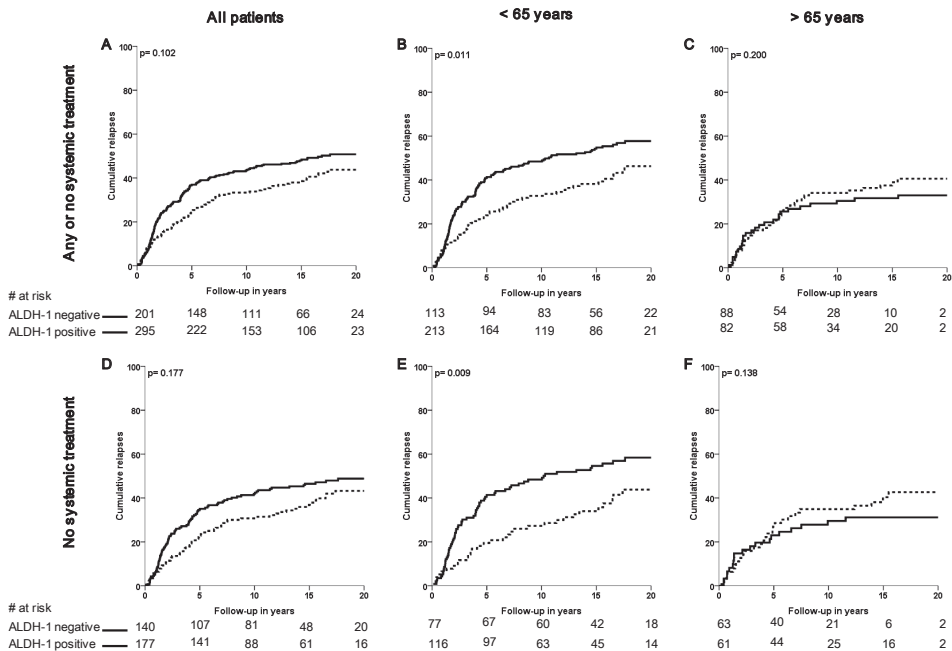 All patients
< 65 years
> 65 years
Any or no systemic treatment
A
p= 0.102
Cumulative relapses
100
80
60
40
20
0
0 5 10 15 20
Follow-up in years
B
p= 0.011
Cumulative relapses
100
80
60
40
20
0
0 5 10 15 20
Follow-up in years
C
p= 0.200
Cumulative relapses
100
80
60
40
20
0
0 5 10 15 20
Follow-up in years
# at risk
ALDH-1 negative 201 148 111 66 24 113 94 83 56 22 88 54 28 10 2
ALDH-1 positive 295 222 153 106 23 213 164 119 86 21 82 58 34 20 2
No systemic treatment
D
p= 0.177
Cumulative relapses
100
80
60
40
20
0
0 5 10 15 20
Follow-up in years
E
p= 0.009
Cumulative relapses
100
80
60
40
20
0
0 5 10 15 20
Follow-up in years
F
p= 0.138
Cumulative relapses
100
80
60
40
20
0
0 5 10 15 20
Follow-up in years
# at risk
ALDH-1 negative 140 107 81 48 20 77 67 60 42 18 63 40 21 6 2
ALDH-1 positive 177 141 88 61 16 116 97 63 45 14 61 44 25 16 2